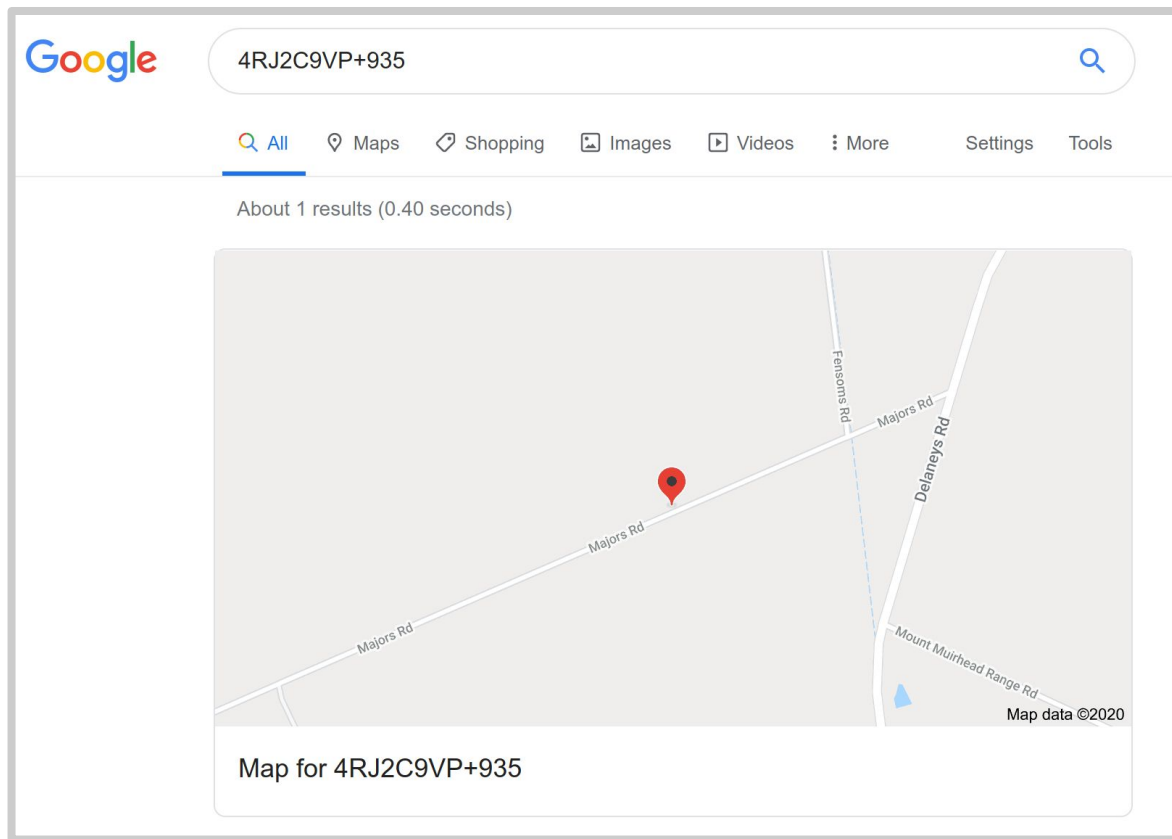 Google
4RJ2C9VP+935
All Maps Shopping Images Videos More Settings Tools
About 1 results (0.40 seconds)
Fensoms Rd
Majors Rd
Delaneys Rd
Majors Rd
Majors Rd
Mount Muirhead Range Rd
Map data ©2020
Map for 4RJ2C9VP+935